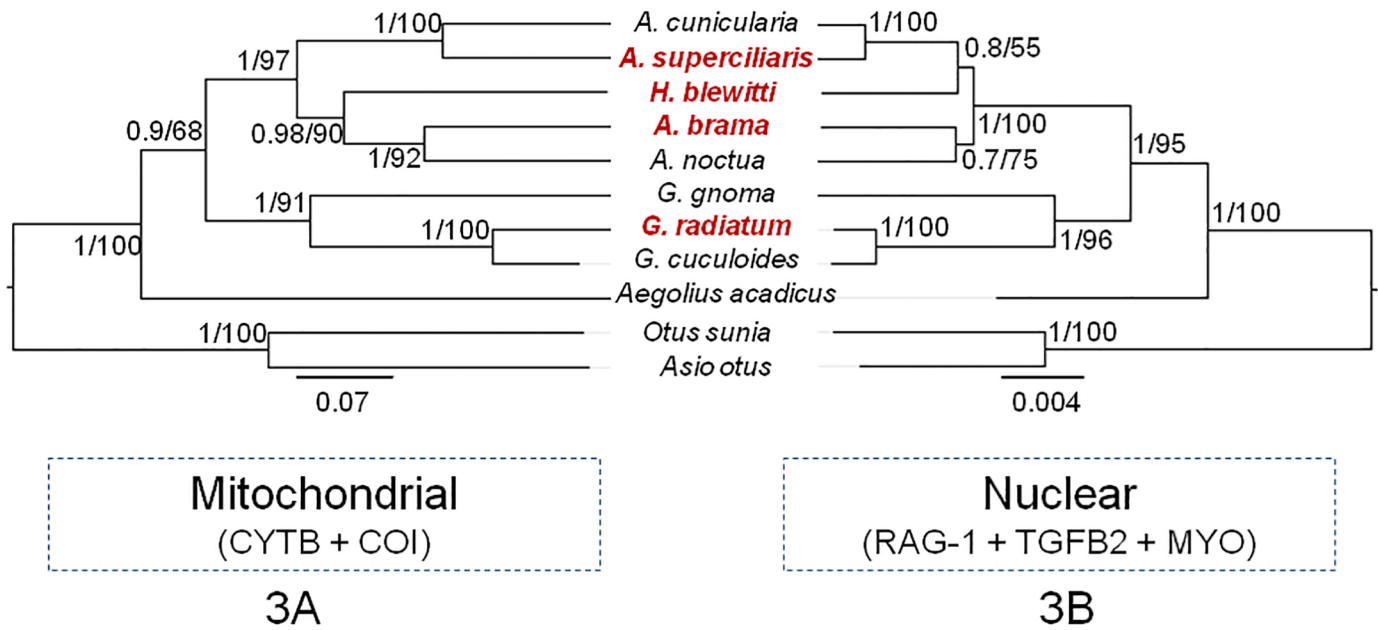 1/100 A. cunicularia 1/100
1/97 A. superciliaris 0.8/55
H. blewitti
0.9/68 0.98/90 A. brama 1/100
1/92 A. noctua 0.7/75 1/95
1/91 G. gnoma
1/100 G. radiatum 1/100 1/100
1/100 G. cuculoides 1/96
Aegolius acadicus
1/100 Otus sunia 1/100
Asio otus
0.07 0.004
Mitochondrial Nuclear
(CYTB + COI) (RAG-1 + TGFB2 + MYO)
3A 3B